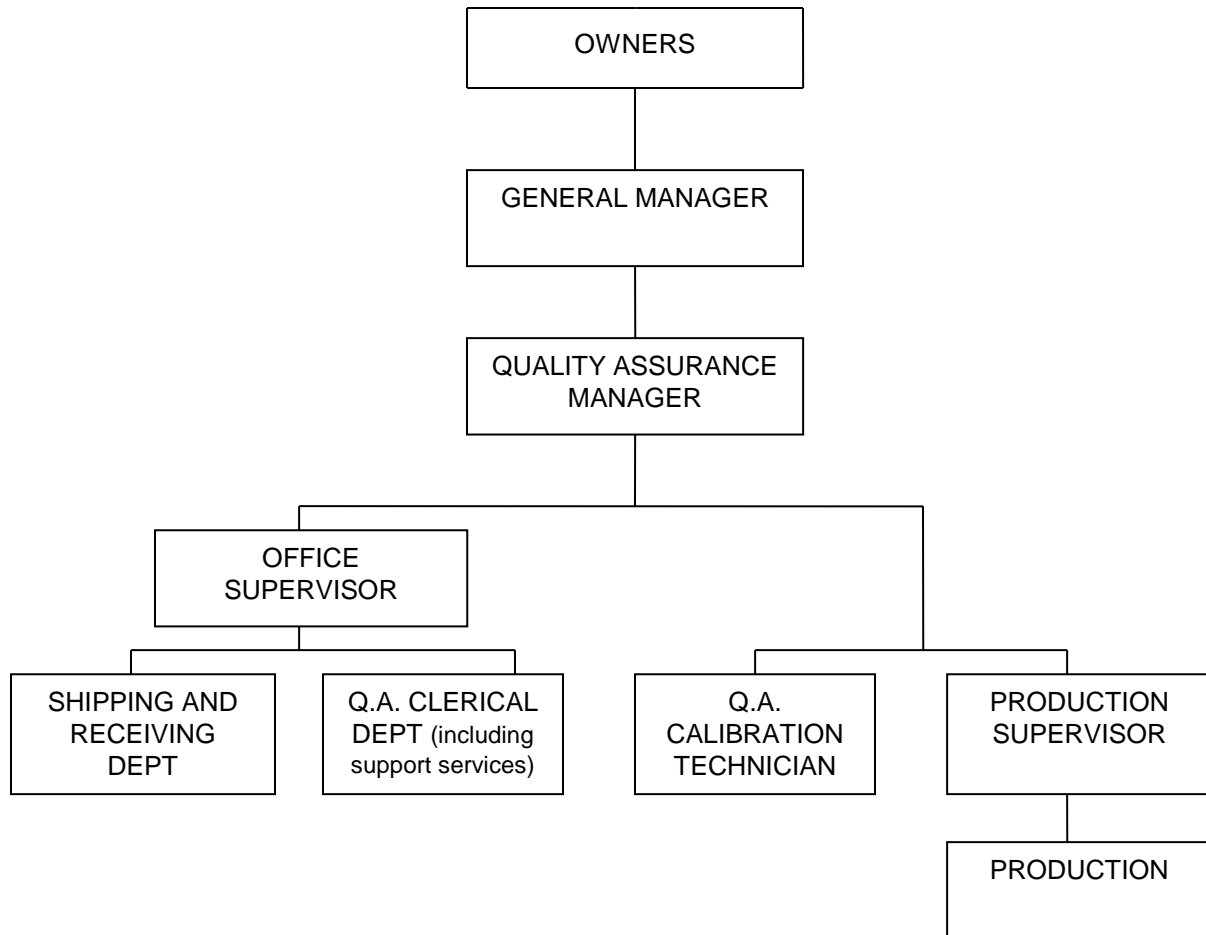 OWNERS
GENERAL MANAGER
QUALITY ASSURANCE
MANAGER
OFFICE
SUPERVISOR
SHIPPING AND
RECEIVING
DEPT
Q.A. CLERICAL
DEPT (including
support services)
Q.A.
CALIBRATION
TECHNICIAN
PRODUCTION
SUPERVISOR
PRODUCTION